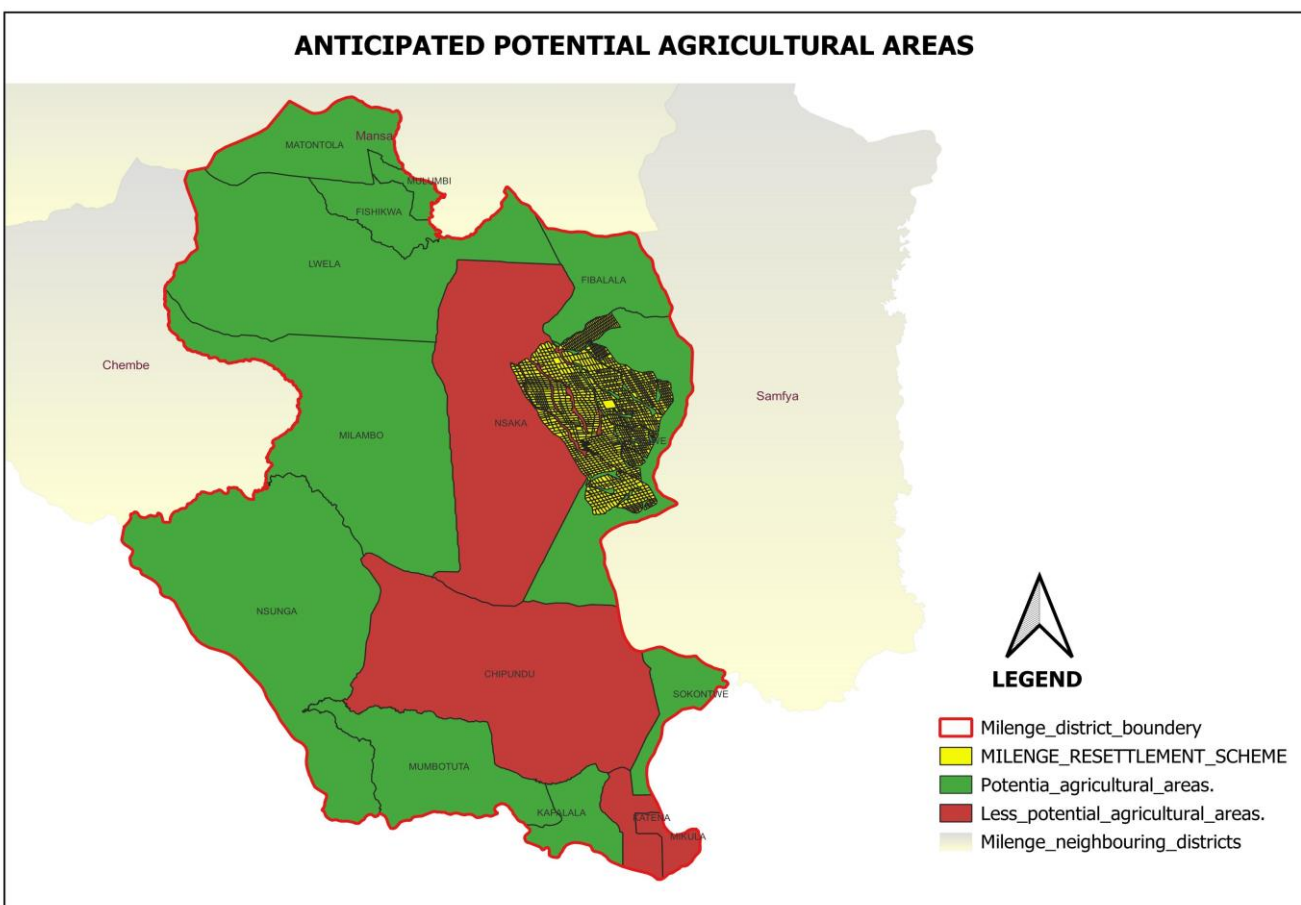 ANTICIPATED POTENTIAL AGRICULTURAL AREAS
Mansa
MATONTOLA
MULUMBI
FISHIKWA
LWELA
FIBALALA
Chembe
Samfya
NSAKA
MILAMBO
NSUNGA
CHIPUNDU
SOKONTWE
MUMBOTUTA
KAPALALA
KATENA
MIKULA
LEGEND
Milenge_district_boundery
MILENGE_RESETTLEMENT_SCHEME
Potentia_agricultural_areas.
Less_potential_agricultural_areas.
Milenge_neighbouring_districts